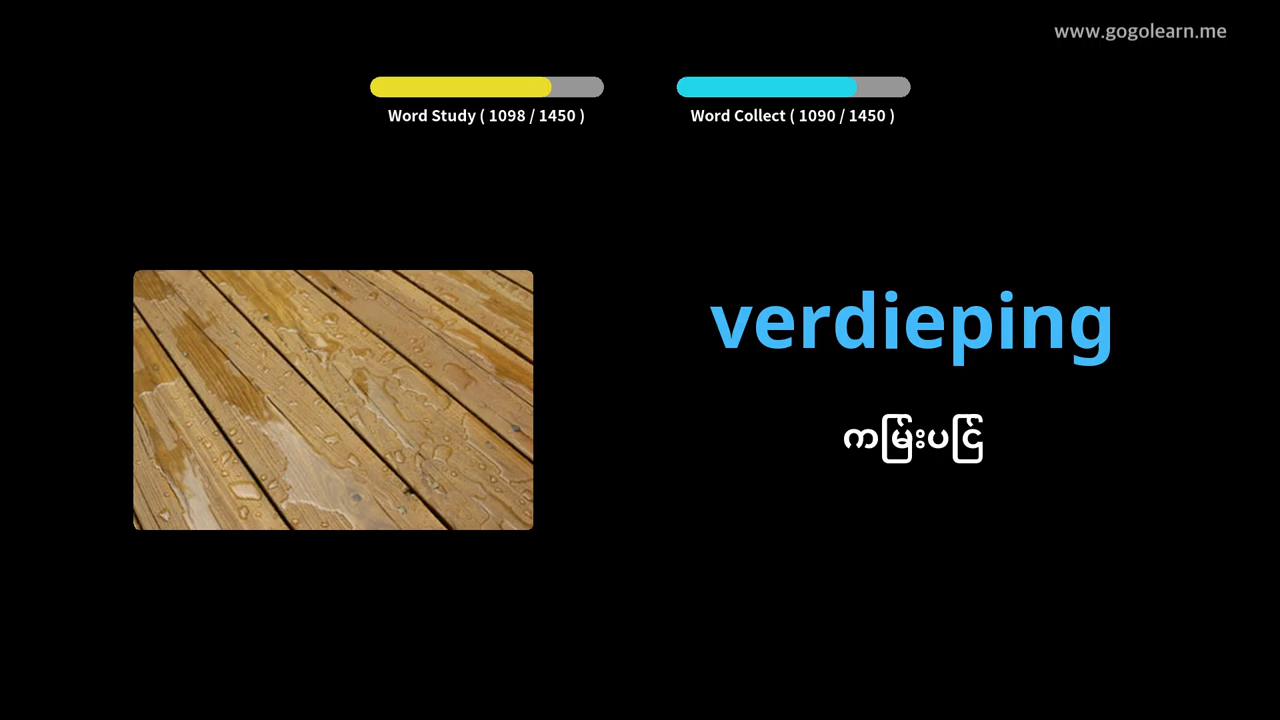 www.gogolearn.me
Word Study ( 1098 / 1450 )
Word Collect ( 1090 / 1450 )
verdieping
ကမ်းပြင်ြ